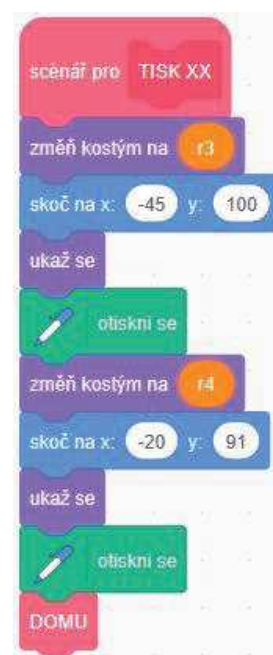 scénář pro TISK XX
změň kostým na r3
skoč na x: -45 y: 100
ukaž se
otiskni se
změň kostým na r4
skoč na x: -20 y: 91
ukaž se
otiskni se
DOMU